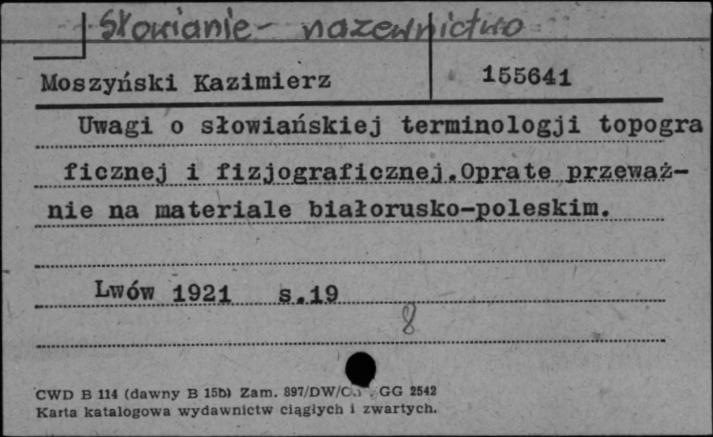 Słowianie - nazewnictwo
Moszyński Kazimierz 155641
Uwagi o słowiańskiej terminologji topogra
ficznej i fizjograficznej.Oprate przeważ-
nie na materiale białorusko-poleskim.
Lwów 1921 s.19
8
CWD B 114 (dawny B 15b) Zam. 897/DW/ GG 2542
Karta katalogowa wydawnictw ciągłych i zwartych.